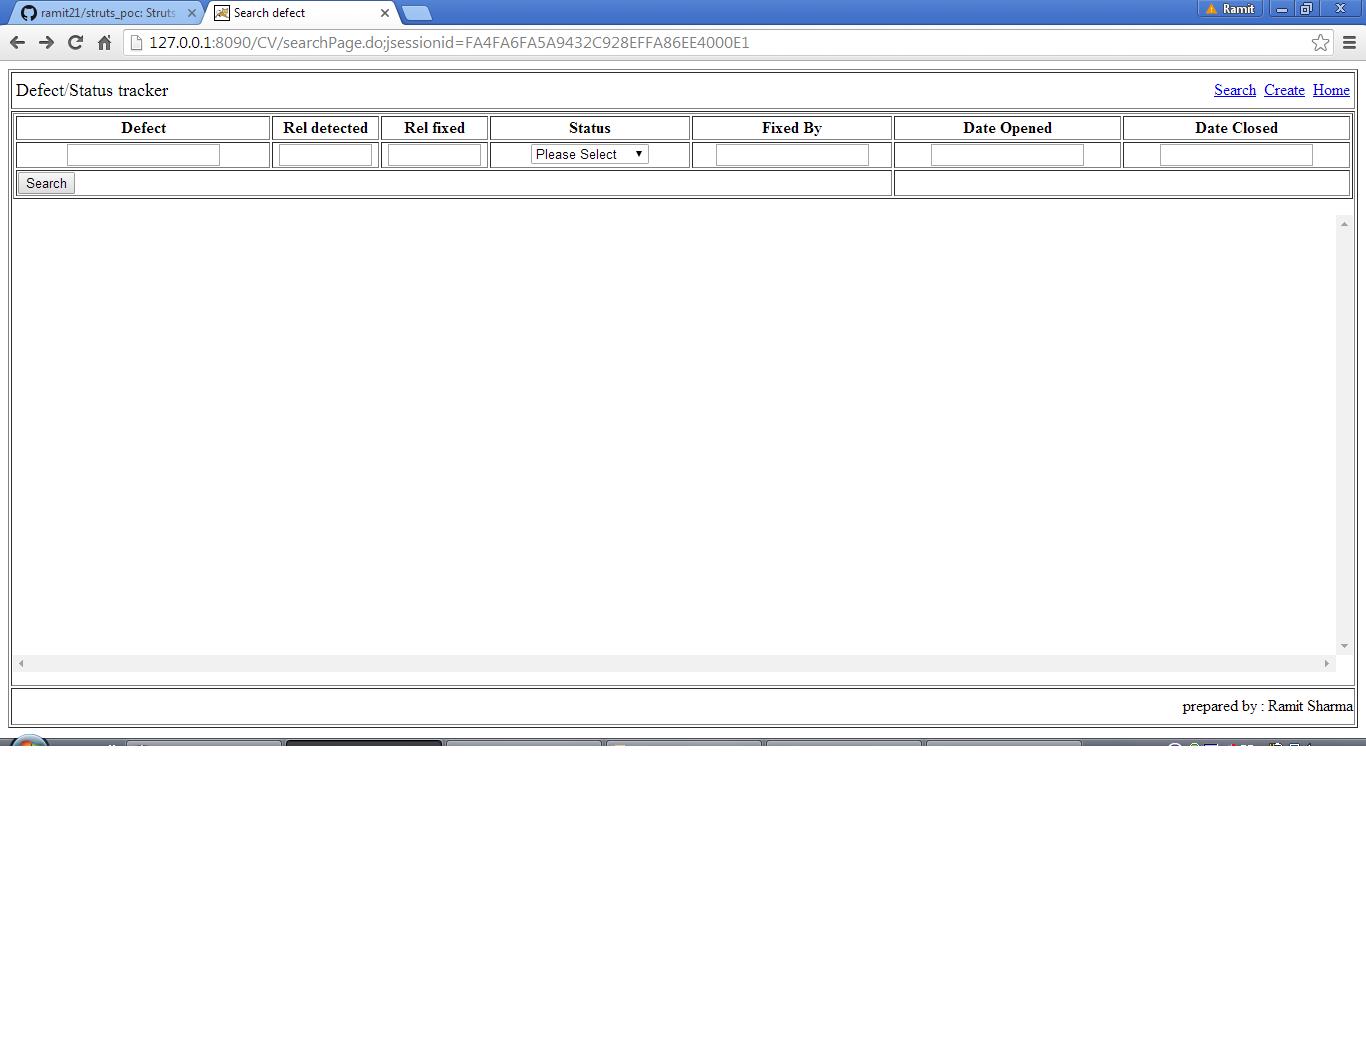 ramit21/struts_poc: Struts
Search defect
Ramit
127.0.0.1:8090/CV/searchPage.do;jsessionid=FA4FA6FA5A9432C928EFFA86EE4000E1
Defect/Status tracker Search Create Home
Defect Rel detected Rel fixed Status Fixed By Date Opened Date Closed
Please Select
Search
prepared by : Ramit Sharma